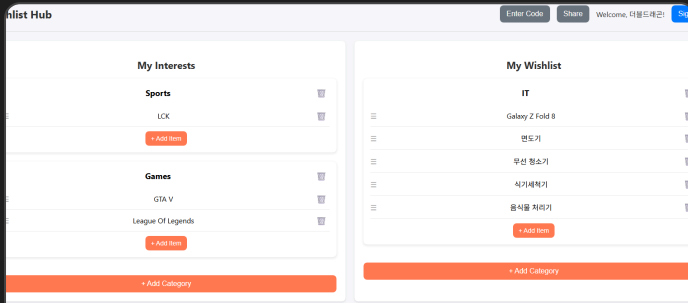 hlist Hub
Enter Code
Share
Welcome, 더블드래곤!
Sig
My Interests
Sports
LCK
+ Add Item
Games
GTA V
League Of Legends
+ Add Item
+ Add Category
My Wishlist
IT
Galaxy Z Fold 8
면도기
무선 청소기
식기세척기
음식물 처리기
+ Add Item
+ Add Category